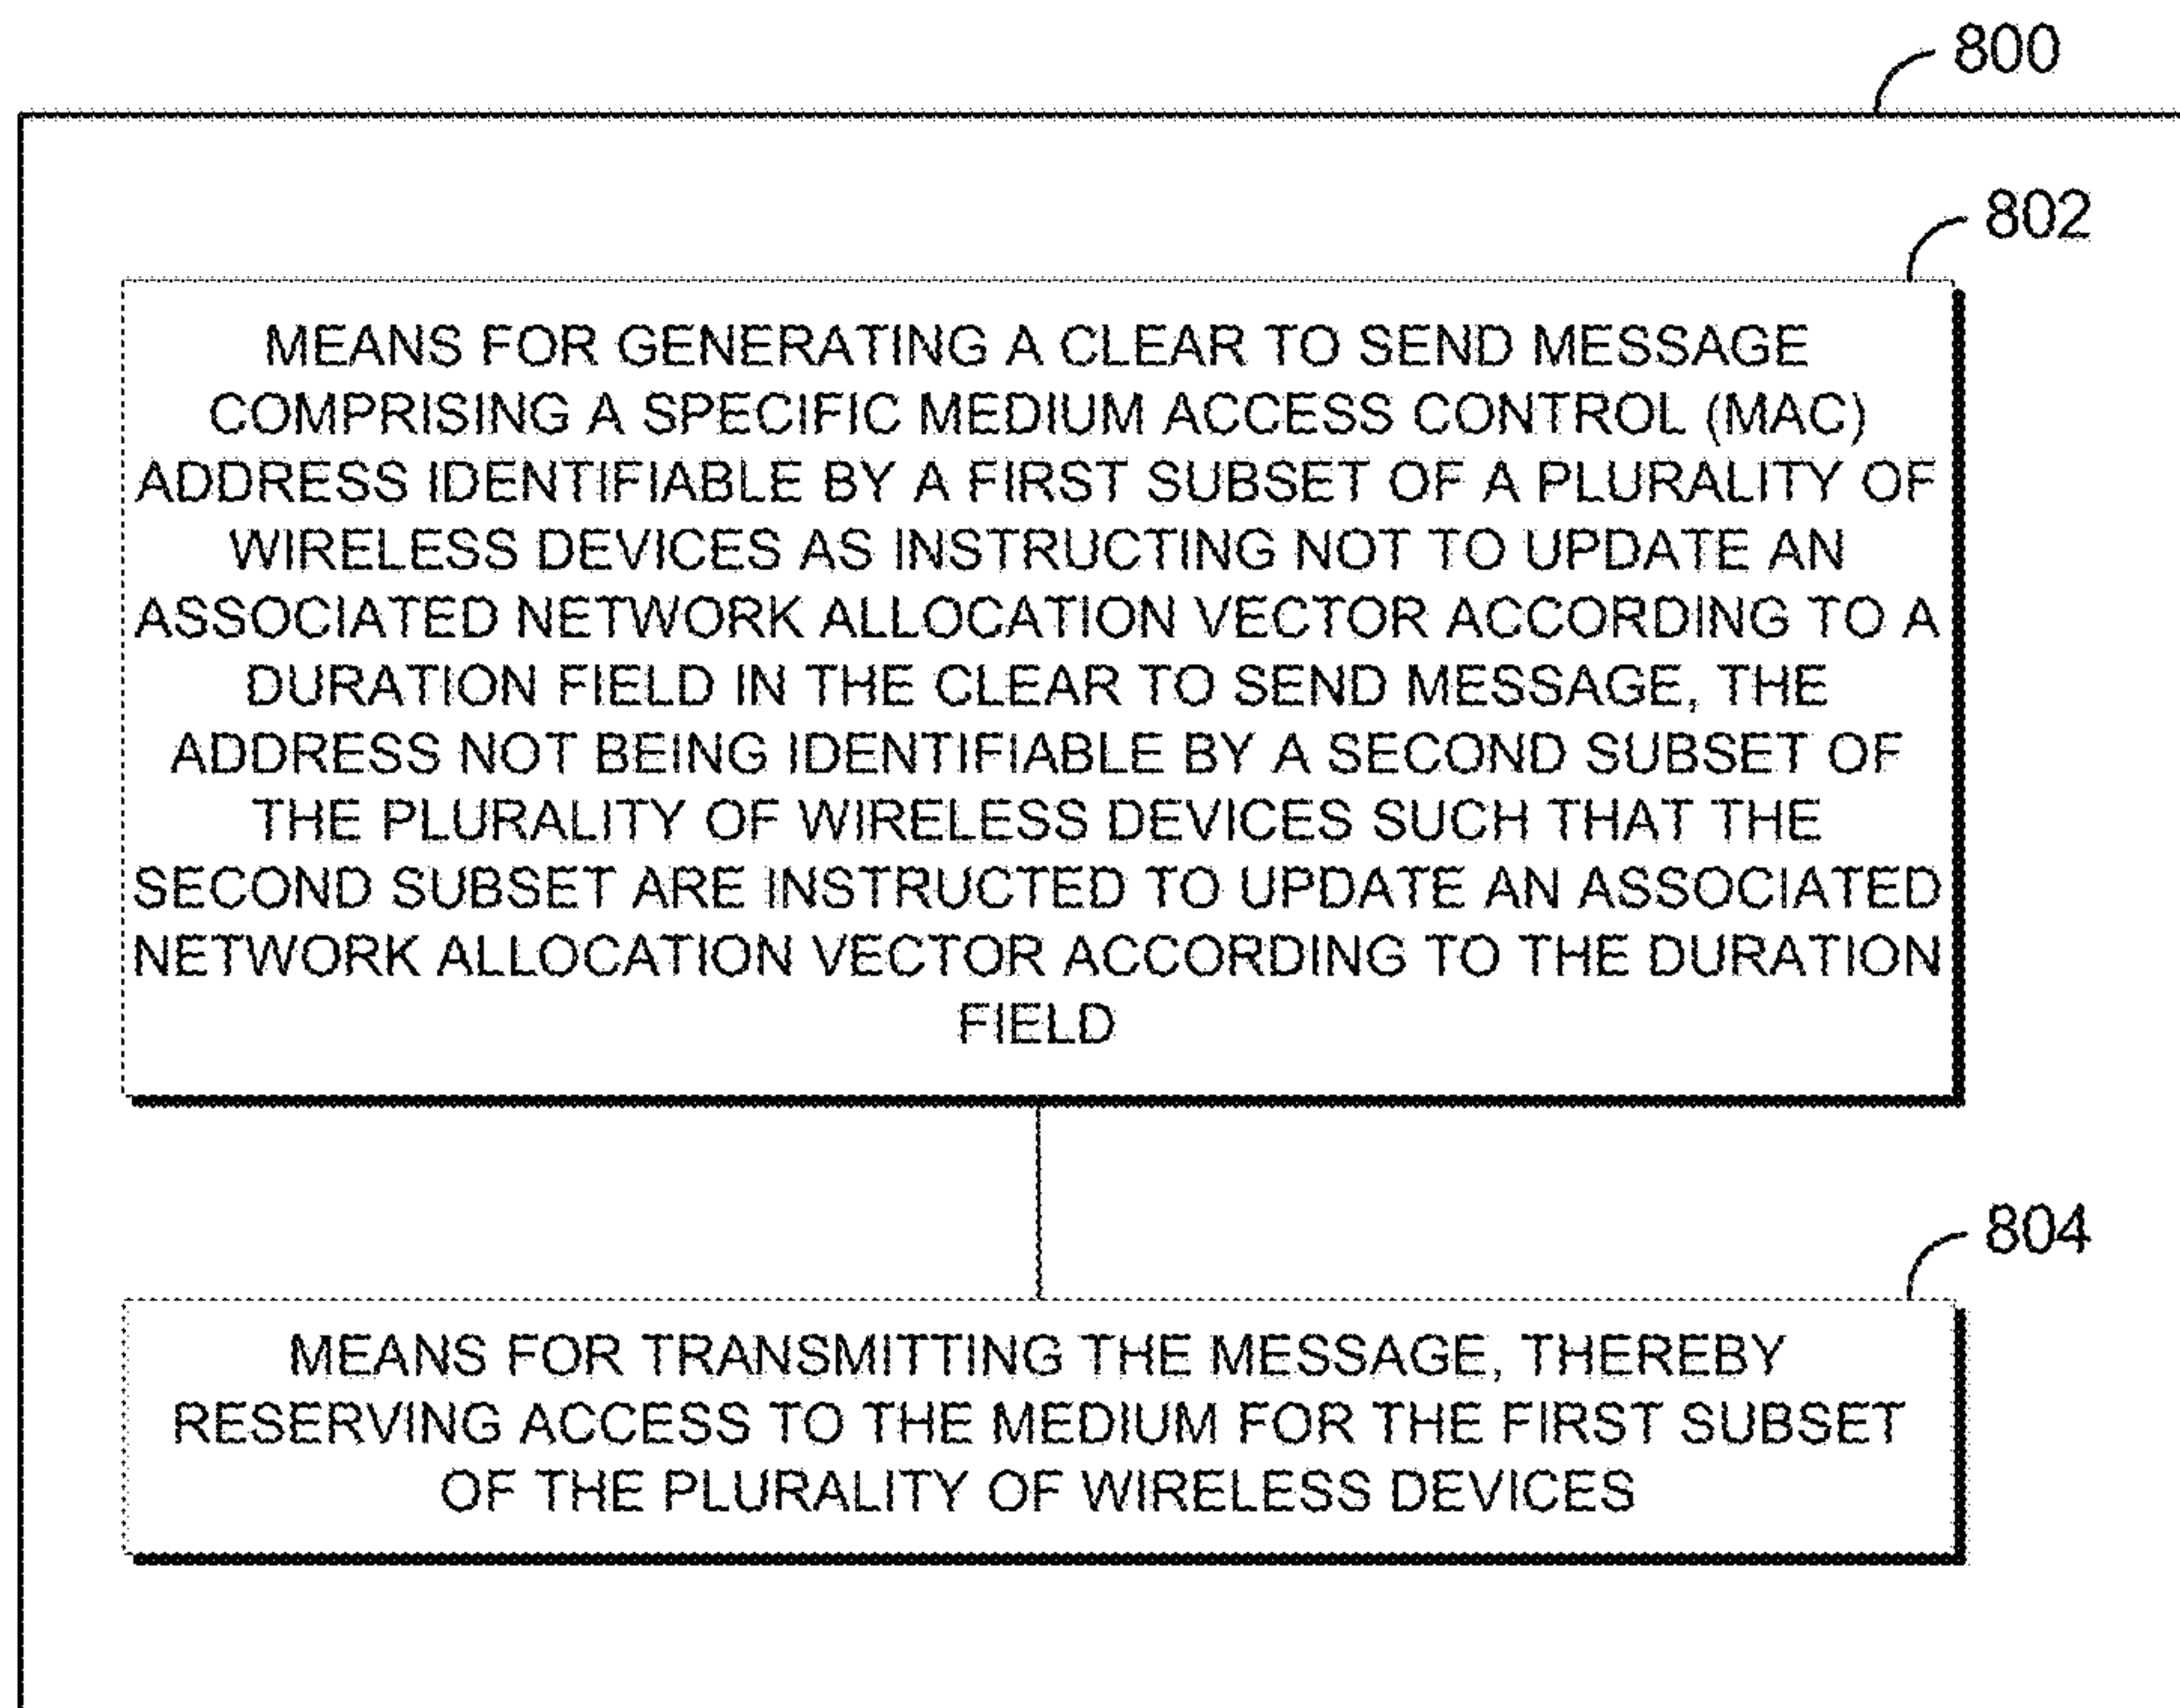 800
802
MEANS FOR GENERATING A CLEAR TO SEND MESSAGE
COMPRISING A SPECIFIC MEDIUM ACCESS CONTROL (MAC)
ADDRESS IDENTIFIABLE BY A FIRST SUBSET OF A PLURALITY OF
WIRELESS DEVICES AS INSTRUCTING NOT TO UPDATE AN
ASSOCIATED NETWORK ALLOCATION VECTOR ACCORDING TO A
DURATION FIELD IN THE CLEAR TO SEND MESSAGE, THE
ADDRESS NOT BEING IDENTIFIABLE BY A SECOND SUBSET OF
THE PLURALITY OF WIRELESS DEVICES SUCH THAT THE
SECOND SUBSET ARE INSTRUCTED TO UPDATE AN ASSOCIATED
NETWORK ALLOCATION VECTOR ACCORDING TO THE DURATION
FIELD
804
MEANS FOR TRANSMITTING THE MESSAGE, THEREBY
RESERVING ACCESS TO THE MEDIUM FOR THE FIRST SUBSET
OF THE PLURALITY OF WIRELESS DEVICES